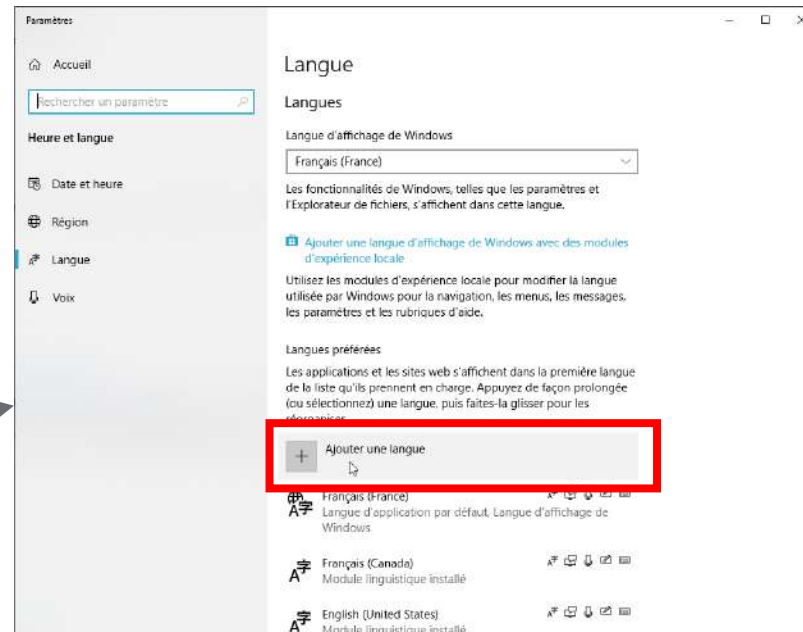 Paramètres
Accueil
Rechercher un paramètre
Heure et langue
Date et heure
Région
Langue
Voix
Langue
Langues
Langue d'affichage de Windows
Français (France)
Les fonctionnalités de Windows, telles que les paramètres et
l'Explorateur de fichiers, s'affichent dans cette langue.
Ajouter une langue d'affichage de Windows avec des modules
d'expérience locale
Utilisez les modules d'expérience locale pour modifier la langue
utilisée par Windows pour la navigation, les menus, les messages,
les paramètres et les rubriques d'aide.
Langues préférées
Les applications et les sites web s'affichent dans la première langue
de la liste qu'ils prennent en charge. Appuyez de façon prolongée
(ou sélectionnez) une langue, puis faites-la glisser pour les
réorganiser.
Ajouter une langue
Français (France)
Langue d'application par défaut, Langue d'affichage de
Windows
Français (Canada)
Module linguistique installé
English (United States)
Module linguistique installé